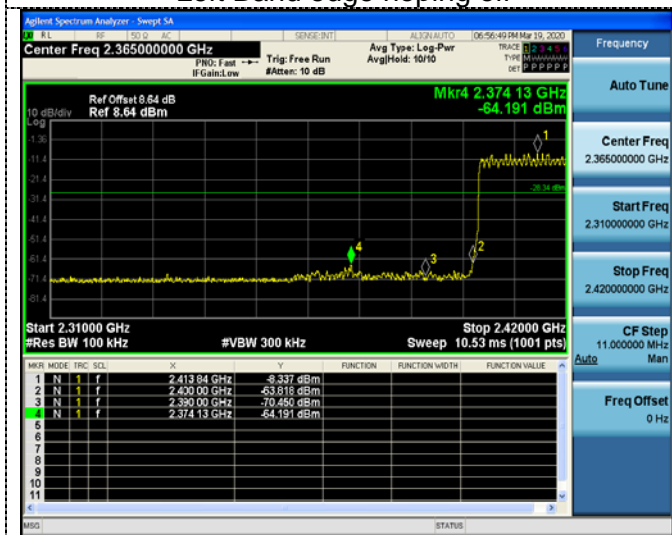 Agilent Spectrum Analyzer - Swept SA
RL RF 50 Ω AC SENSE:INT ALIGN AUTO 06:56:49 PM Mar 19, 2020
Center Freq 2.365000000 GHz
PNO: Fast Trig: Free Run
IFGain:Low #Atten: 10 dB
Avg Type: Log-Pwr
Avg|Hold: 10/10
TRACE 1 2 3 4 5 6
TYPE M
DET P P P P P P
Mkr4 2.374 13 GHz
-64.191 dBm
Ref Offset 8.64 dB
10 dB/div Ref 8.64 dBm
Log
-1.36
-11.4
-21.4
-31.4
-41.4
-51.4
-61.4
-71.4
-81.4
1
2
3
4
-28.34 dBm
Start 2.31000 GHz Stop 2.42000 GHz
#Res BW 100 kHz #VBW 300 kHz Sweep 10.53 ms (1001 pts)
MKR MODE TRC SCL X Y FUNCTION FUNCTION WIDTH FUNCTION VALUE
1 N 1 f 2.413 84 GHz -8.337 dBm
2 N 1 f 2.400 00 GHz -63.818 dBm
3 N 1 f 2.390 00 GHz -70.450 dBm
4 N 1 f 2.374 13 GHz -64.191 dBm
5
6
7
8
9
10
11
MSG STATUS
Frequency
Auto Tune
Center Freq
2.365000000 GHz
Start Freq
2.310000000 GHz
Stop Freq
2.420000000 GHz
CF Step
11.000000 MHz
Auto Man
Freq Offset
0 Hz